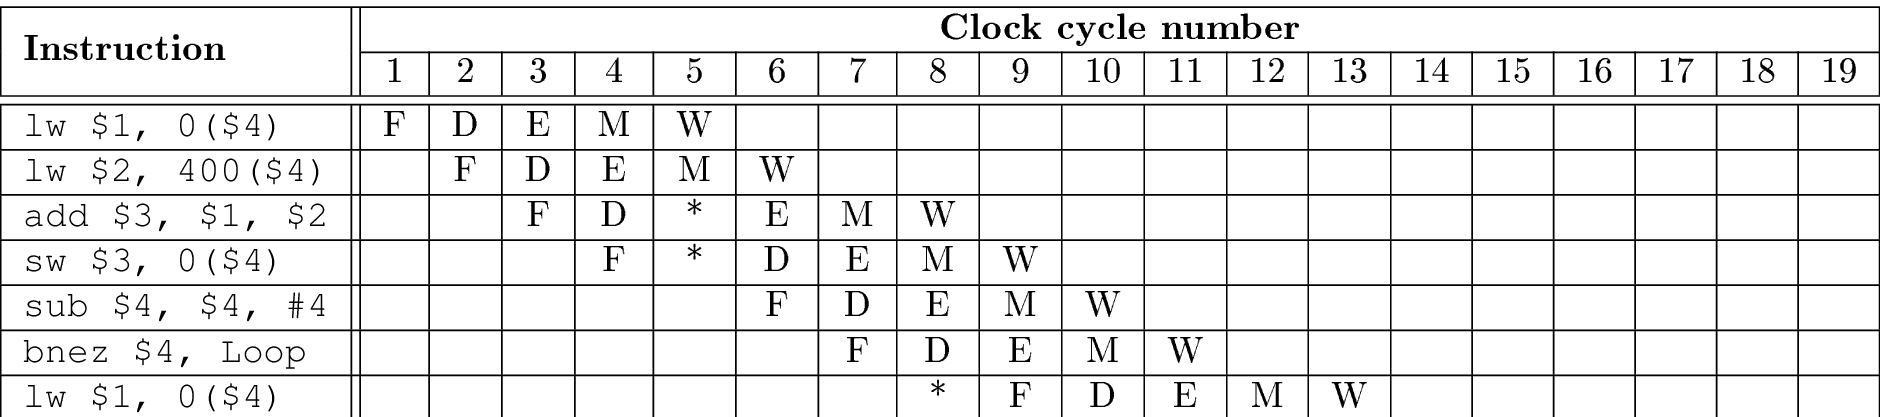 Clock cycle number
Instruction
1 2 3 4 5 6 7 8 9 10 11 12 13 14 15 16 17 18 19
lw $1, 0($4) F D E M W
lw $2, 400($4) F D E M W
add $3, $1, $2 F D * E M W
sw $3, 0($4) F * D E M W
sub $4, $4, #4 F D E M W
bnez $4, Loop F D E M W
lw $1, 0($4) * F D E M W